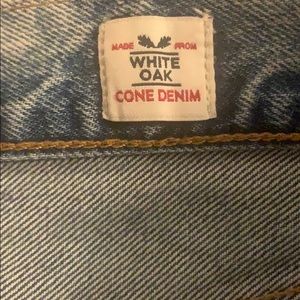 MADE FROM
WHITE
OAK
CONE DENIM